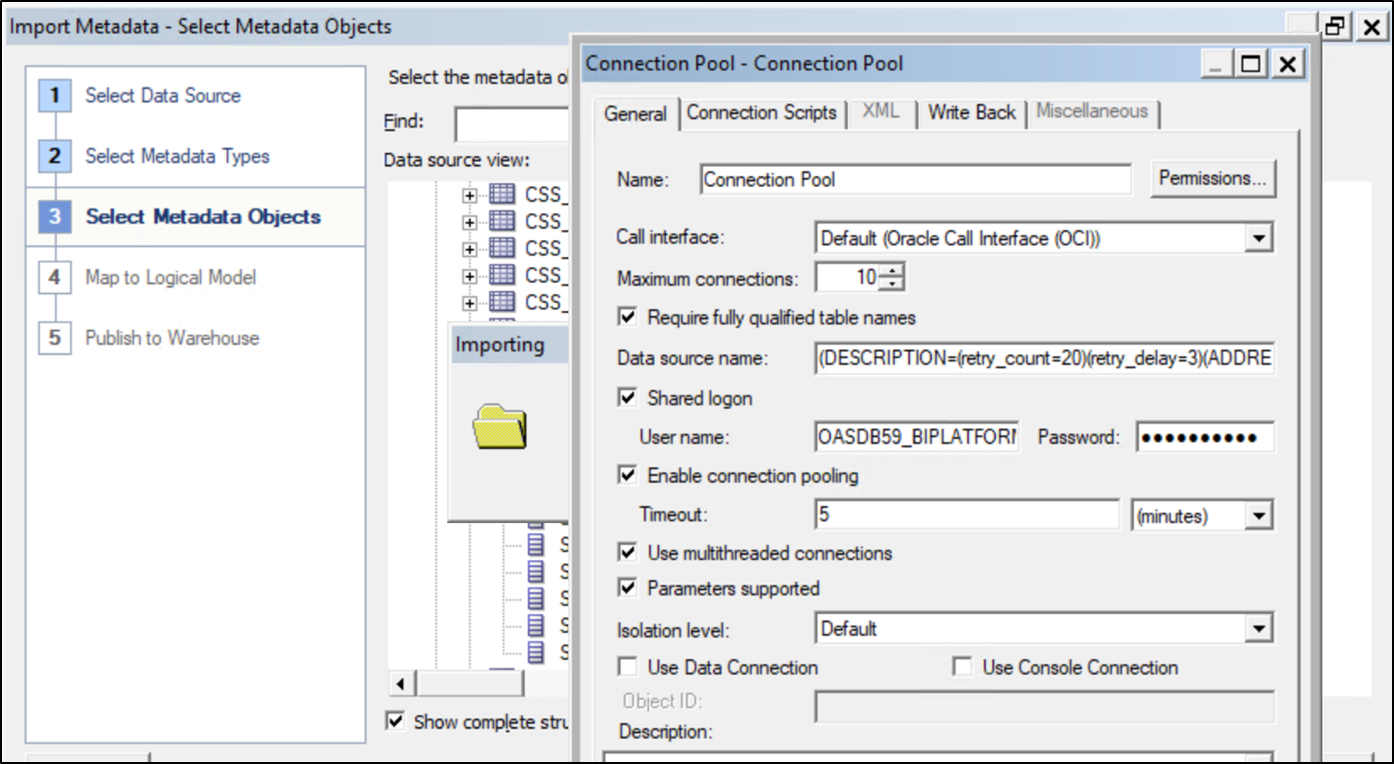 Import Metadata - Select Metadata Objects
1 Select Data Source
2 Select Metadata Types
3 Select Metadata Objects
4 Map to Logical Model
5 Publish to Warehouse
Select the metadata
Find:
Data source view:
CSS_
CSS_
CSS_
CSS_
CSS_
Importing
S
S
S
S
S
Show complete stru
Connection Pool - Connection Pool
General Connection Scripts XML Write Back Miscellaneous
Name: Connection Pool Permissions...
Call interface: Default (Oracle Call Interface (OCI))
Maximum connections: 10
Require fully qualified table names
Data source name: (DESCRIPTION=(retry_count=20)(retry_delay=3)(ADDRE
Shared logon
User name: OASDB59_BIPLATFORM Password: ●●●●●●●●●●
Enable connection pooling
Timeout: 5 (minutes)
Use multithreaded connections
Parameters supported
Isolation level: Default
Use Data Connection Use Console Connection
Object ID:
Description: